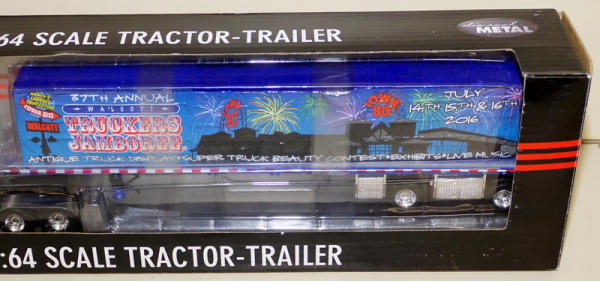 :64 SCALE TRACTOR-TRAILER
diecast METAL
37TH ANNUAL
WALCOTT
TRUCKERS
JAMBOREE
IOWA 80
WALCOTT
IOWA
80
JULY
14TH 15TH & 16TH
2016
ANTIQUE TRUCK DISPLAY • SUPER TRUCK BEAUTY CONTEST • EXHIBITS • LIVE MUSIC
:64 SCALE TRACTOR-TRAILER